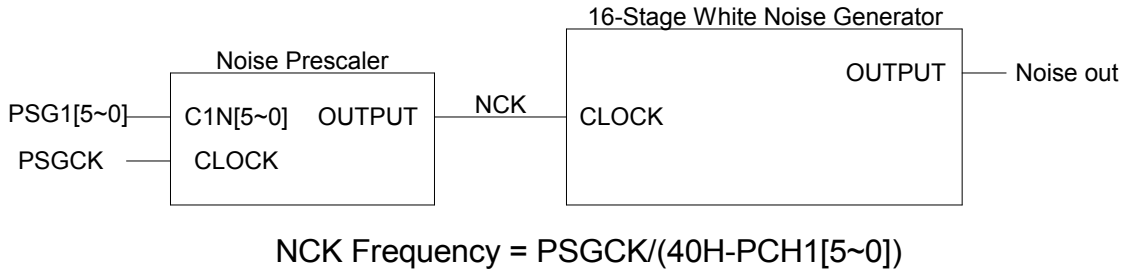 16-Stage White Noise Generator
Noise Prescaler
OUTPUT Noise out
PSG1[5~0] C1N[5~0] OUTPUT NCK CLOCK
PSGCK CLOCK
NCK Frequency = PSGCK/(40H-PCH1[5~0])